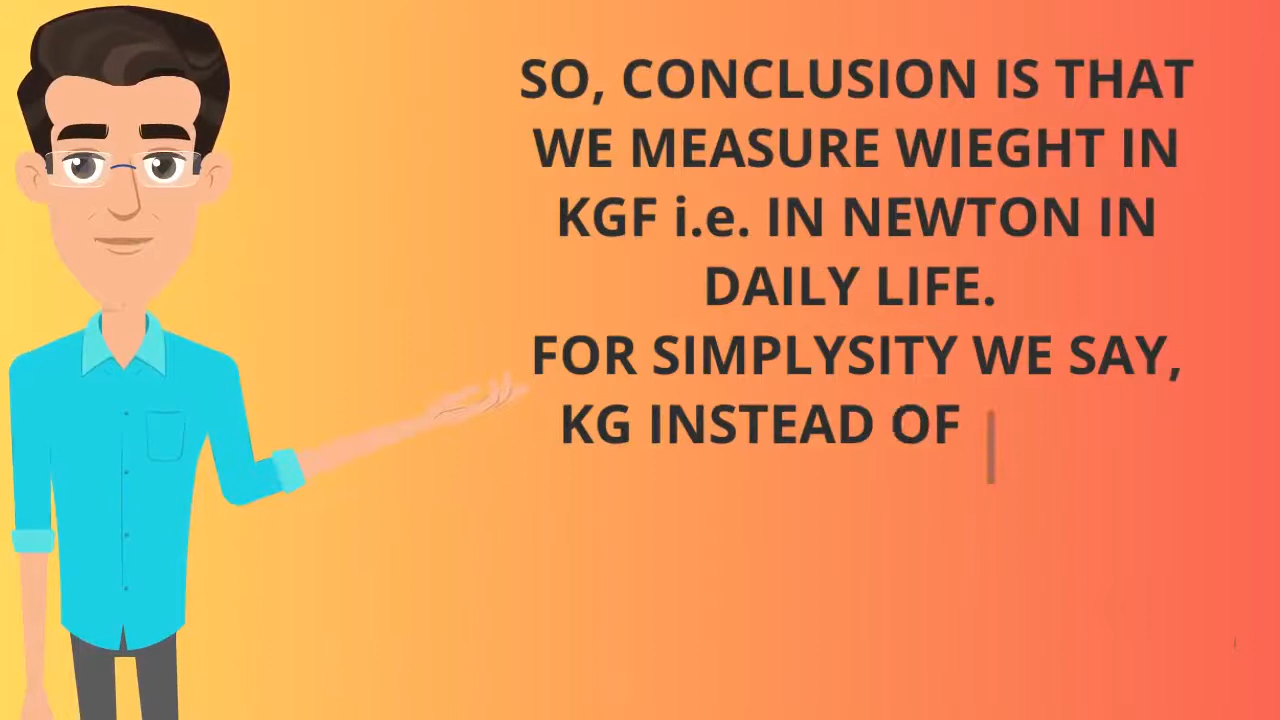 SO, CONCLUSION IS THAT
WE MEASURE WIEGHT IN
KGF i.e. IN NEWTON IN
DAILY LIFE.
FOR SIMPLYSITY WE SAY,
KG INSTEAD OF